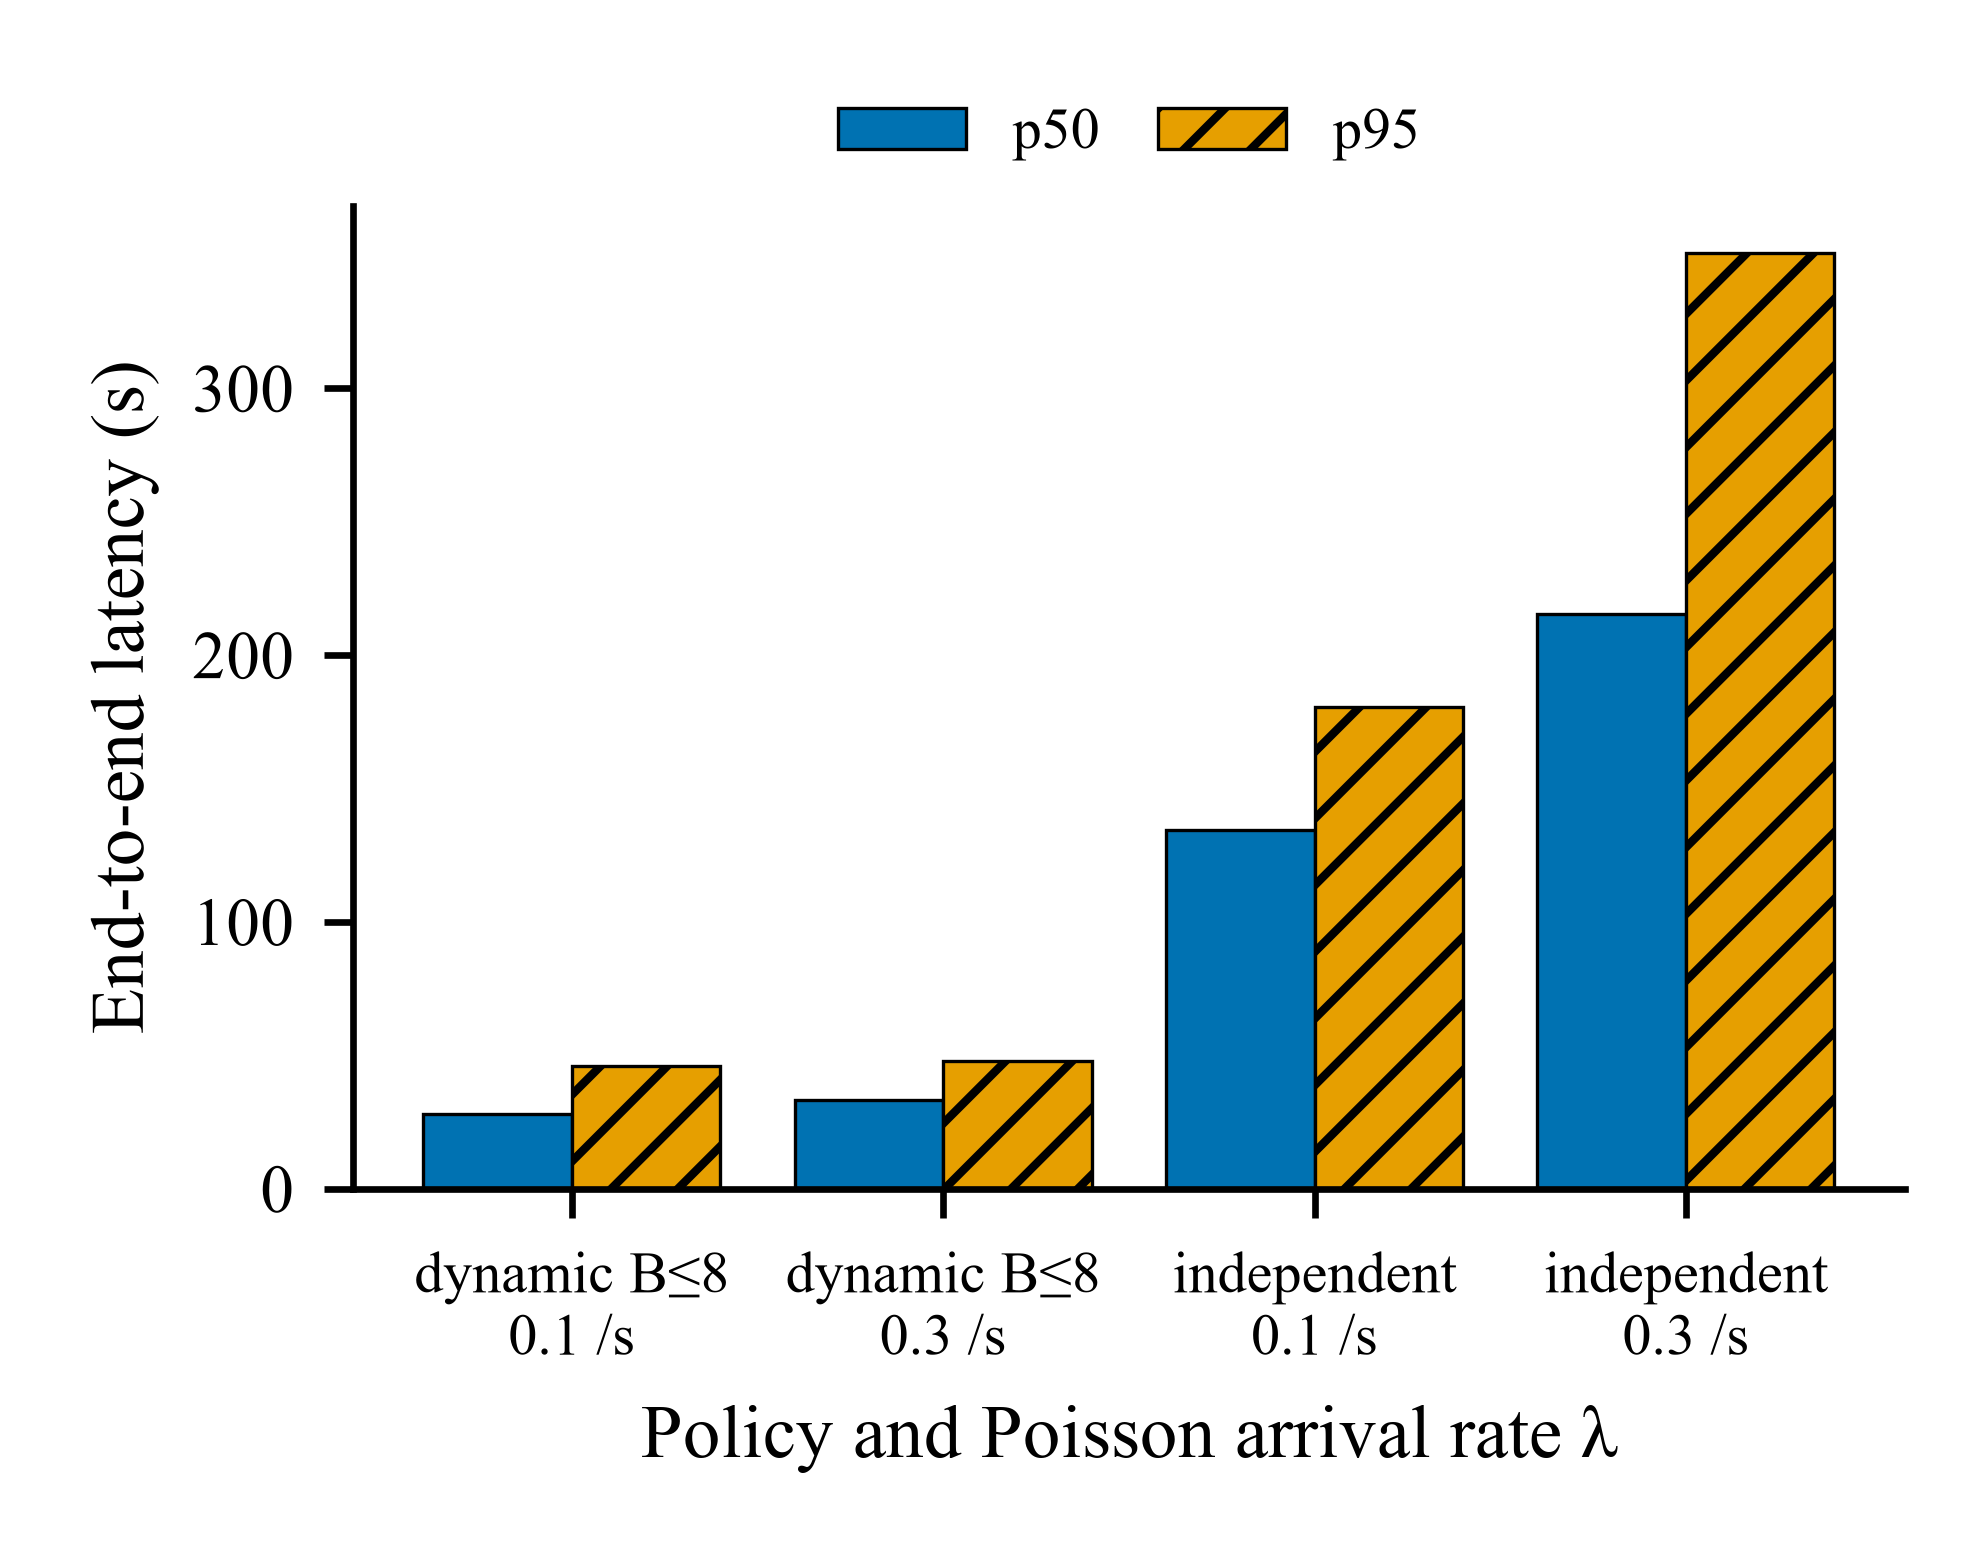 p50 p95
End-to-end latency (s)
300
200
100
0
dynamic B≤8 dynamic B≤8 independent independent
0.1 /s 0.3 /s 0.1 /s 0.3 /s
Policy and Poisson arrival rate λ